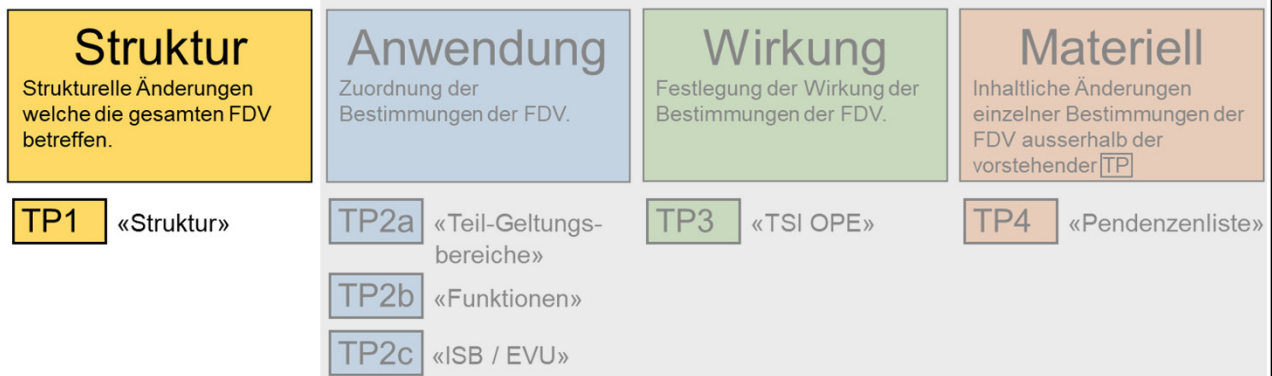 Struktur
Strukturelle Änderungen
welche die gesamten FDV
betreffen.
TP1 «Struktur»
Anwendung
Zuordnung der
Bestimmungen der FDV.
TP2a «Teil-Geltungs-
bereiche»
TP2b «Funktionen»
TP2c «ISB / EVU»
Wirkung
Festlegung der Wirkung der
Bestimmungen der FDV.
TP3 «TSI OPE»
Materiell
Inhaltliche Änderungen
einzelner Bestimmungen der
FDV ausserhalb der
vorstehender TP
TP4 «Pendenzenliste»